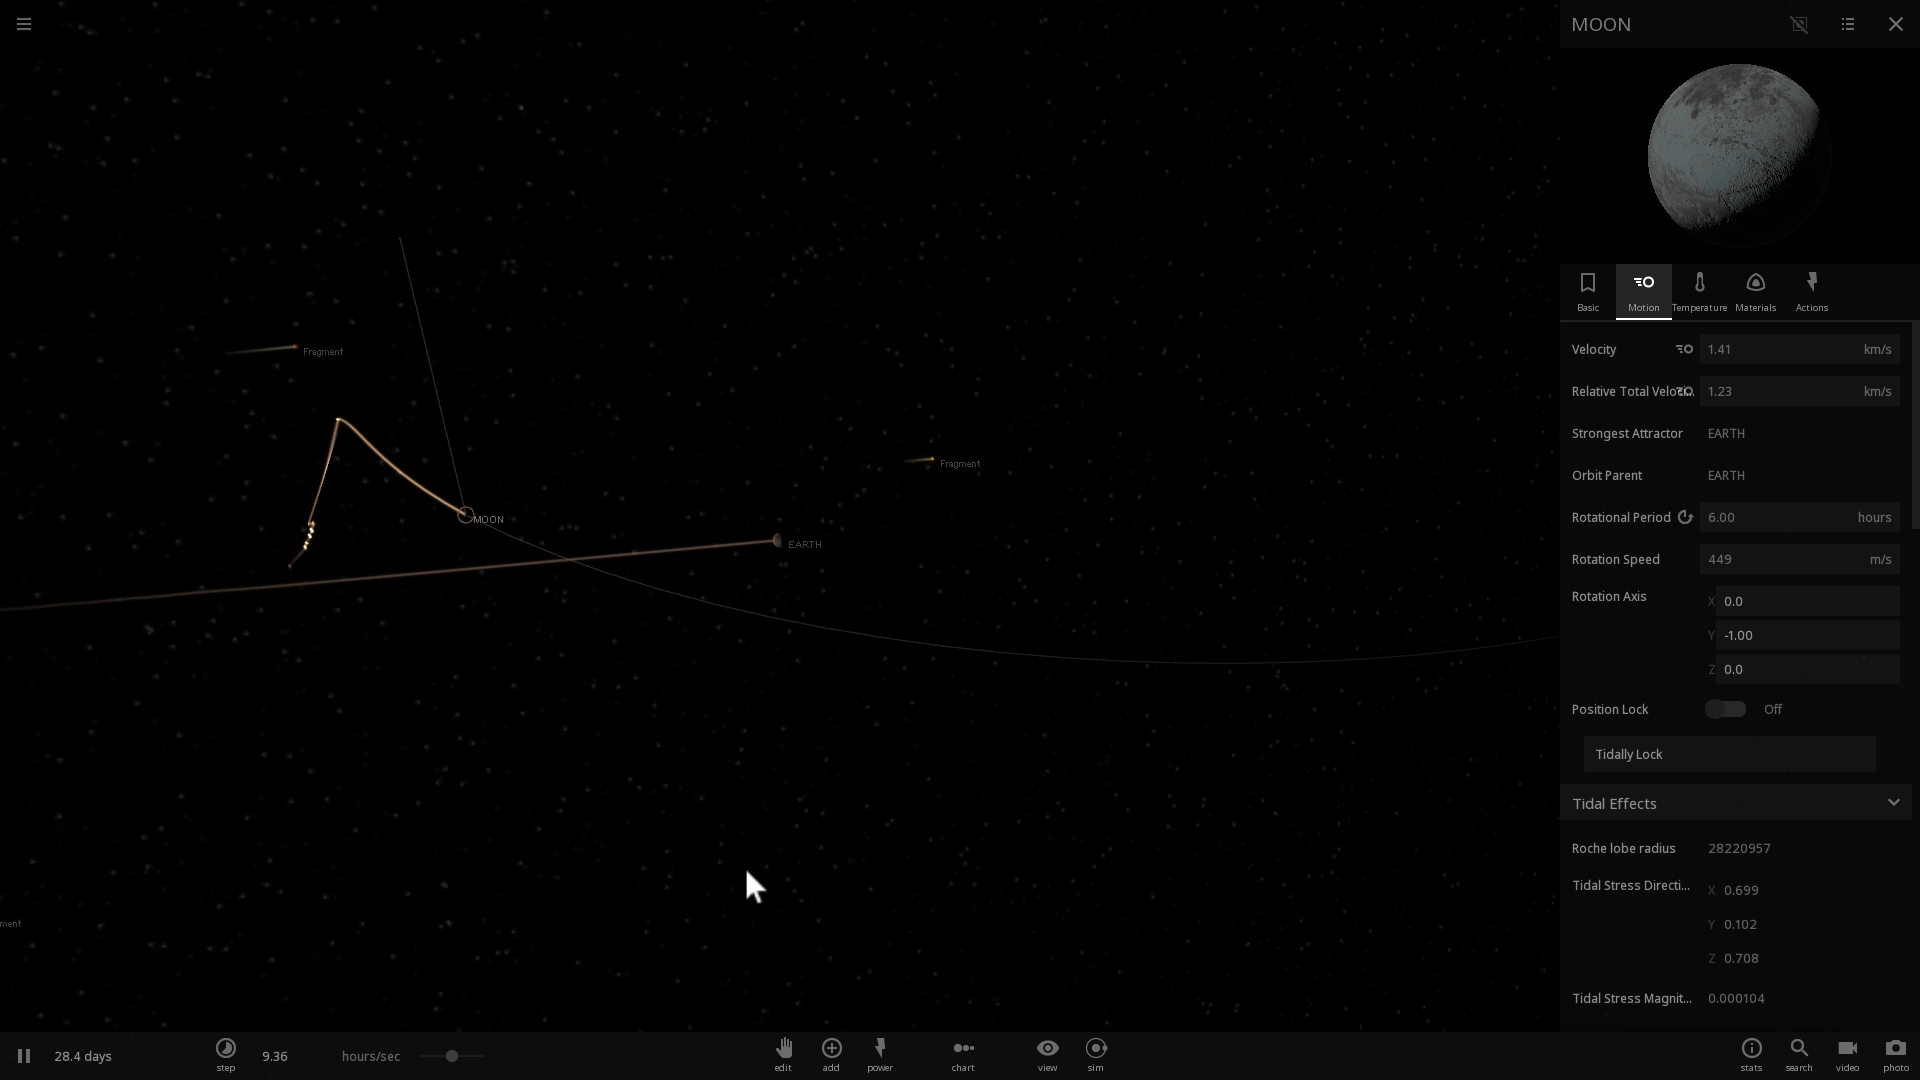 MOON
Basic
Motion
Temperature
Materials
Actions
Velocity 1.41 km/s
Relative Total Veloci... 1.23 km/s
Strongest Attractor EARTH
Orbit Parent EARTH
Rotational Period 6.00 hours
Rotation Speed 449 m/s
Rotation Axis X 0.0
Y -1.00
Z 0.0
Position Lock Off
Tidally Lock
Tidal Effects
Roche lobe radius 28220957
Tidal Stress Directi... X 0.699
Y 0.102
Z 0.708
Tidal Stress Magnit... 0.000104
Fragment
Fragment
MOON
EARTH
ment
28.4 days
step
9.36
hours/sec
edit
add
power
chart
view
sim
stats
search
video
photo